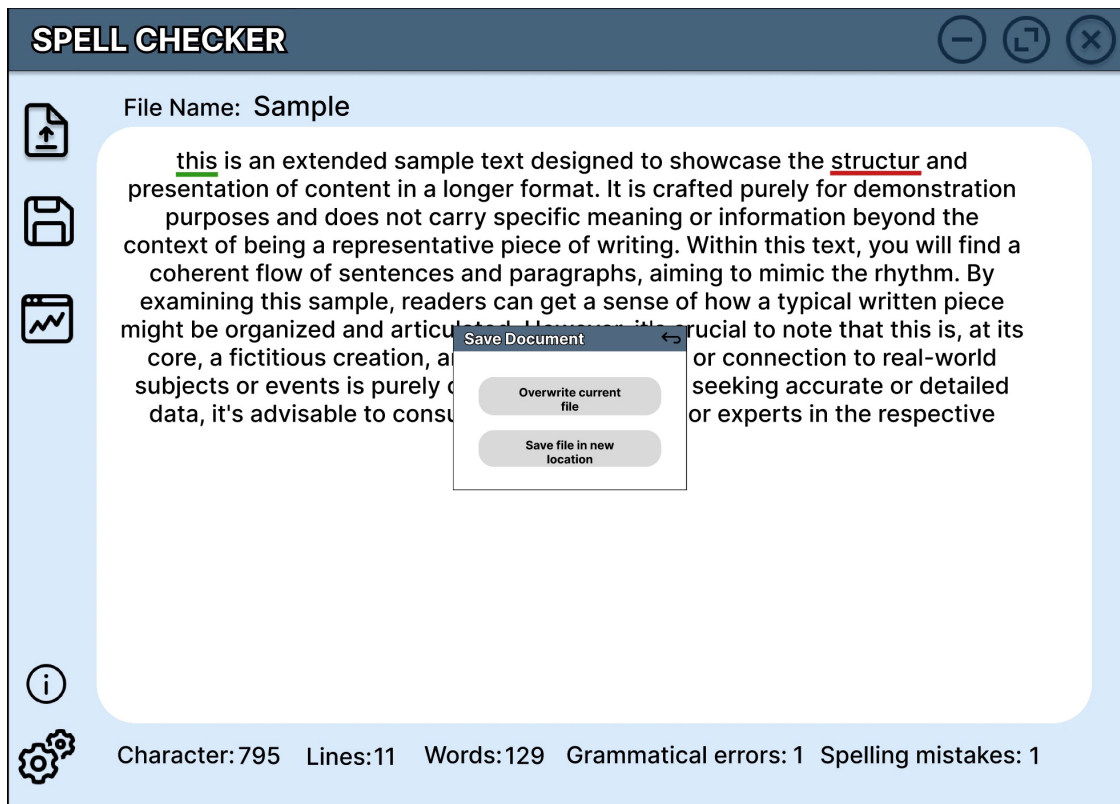 SPELL CHECKER
File Name: Sample
this is an extended sample text designed to showcase the structur and
presentation of content in a longer format. It is crafted purely for demonstration
purposes and does not carry specific meaning or information beyond the
context of being a representative piece of writing. Within this text, you will find a
coherent flow of sentences and paragraphs, aiming to mimic the rhythm. By
examining this sample, readers can get a sense of how a typical written piece
might be organized and to note that this is, at its
core, a fictitious creation, or connection to real-world
subjects or events is purely seeking accurate or detailed
data, it's advisable to or experts in the respective
Save Document
Overwrite current
file
Save file in new
location
Character: 795 Lines: 11 Words: 129 Grammatical errors: 1 Spelling mistakes: 1